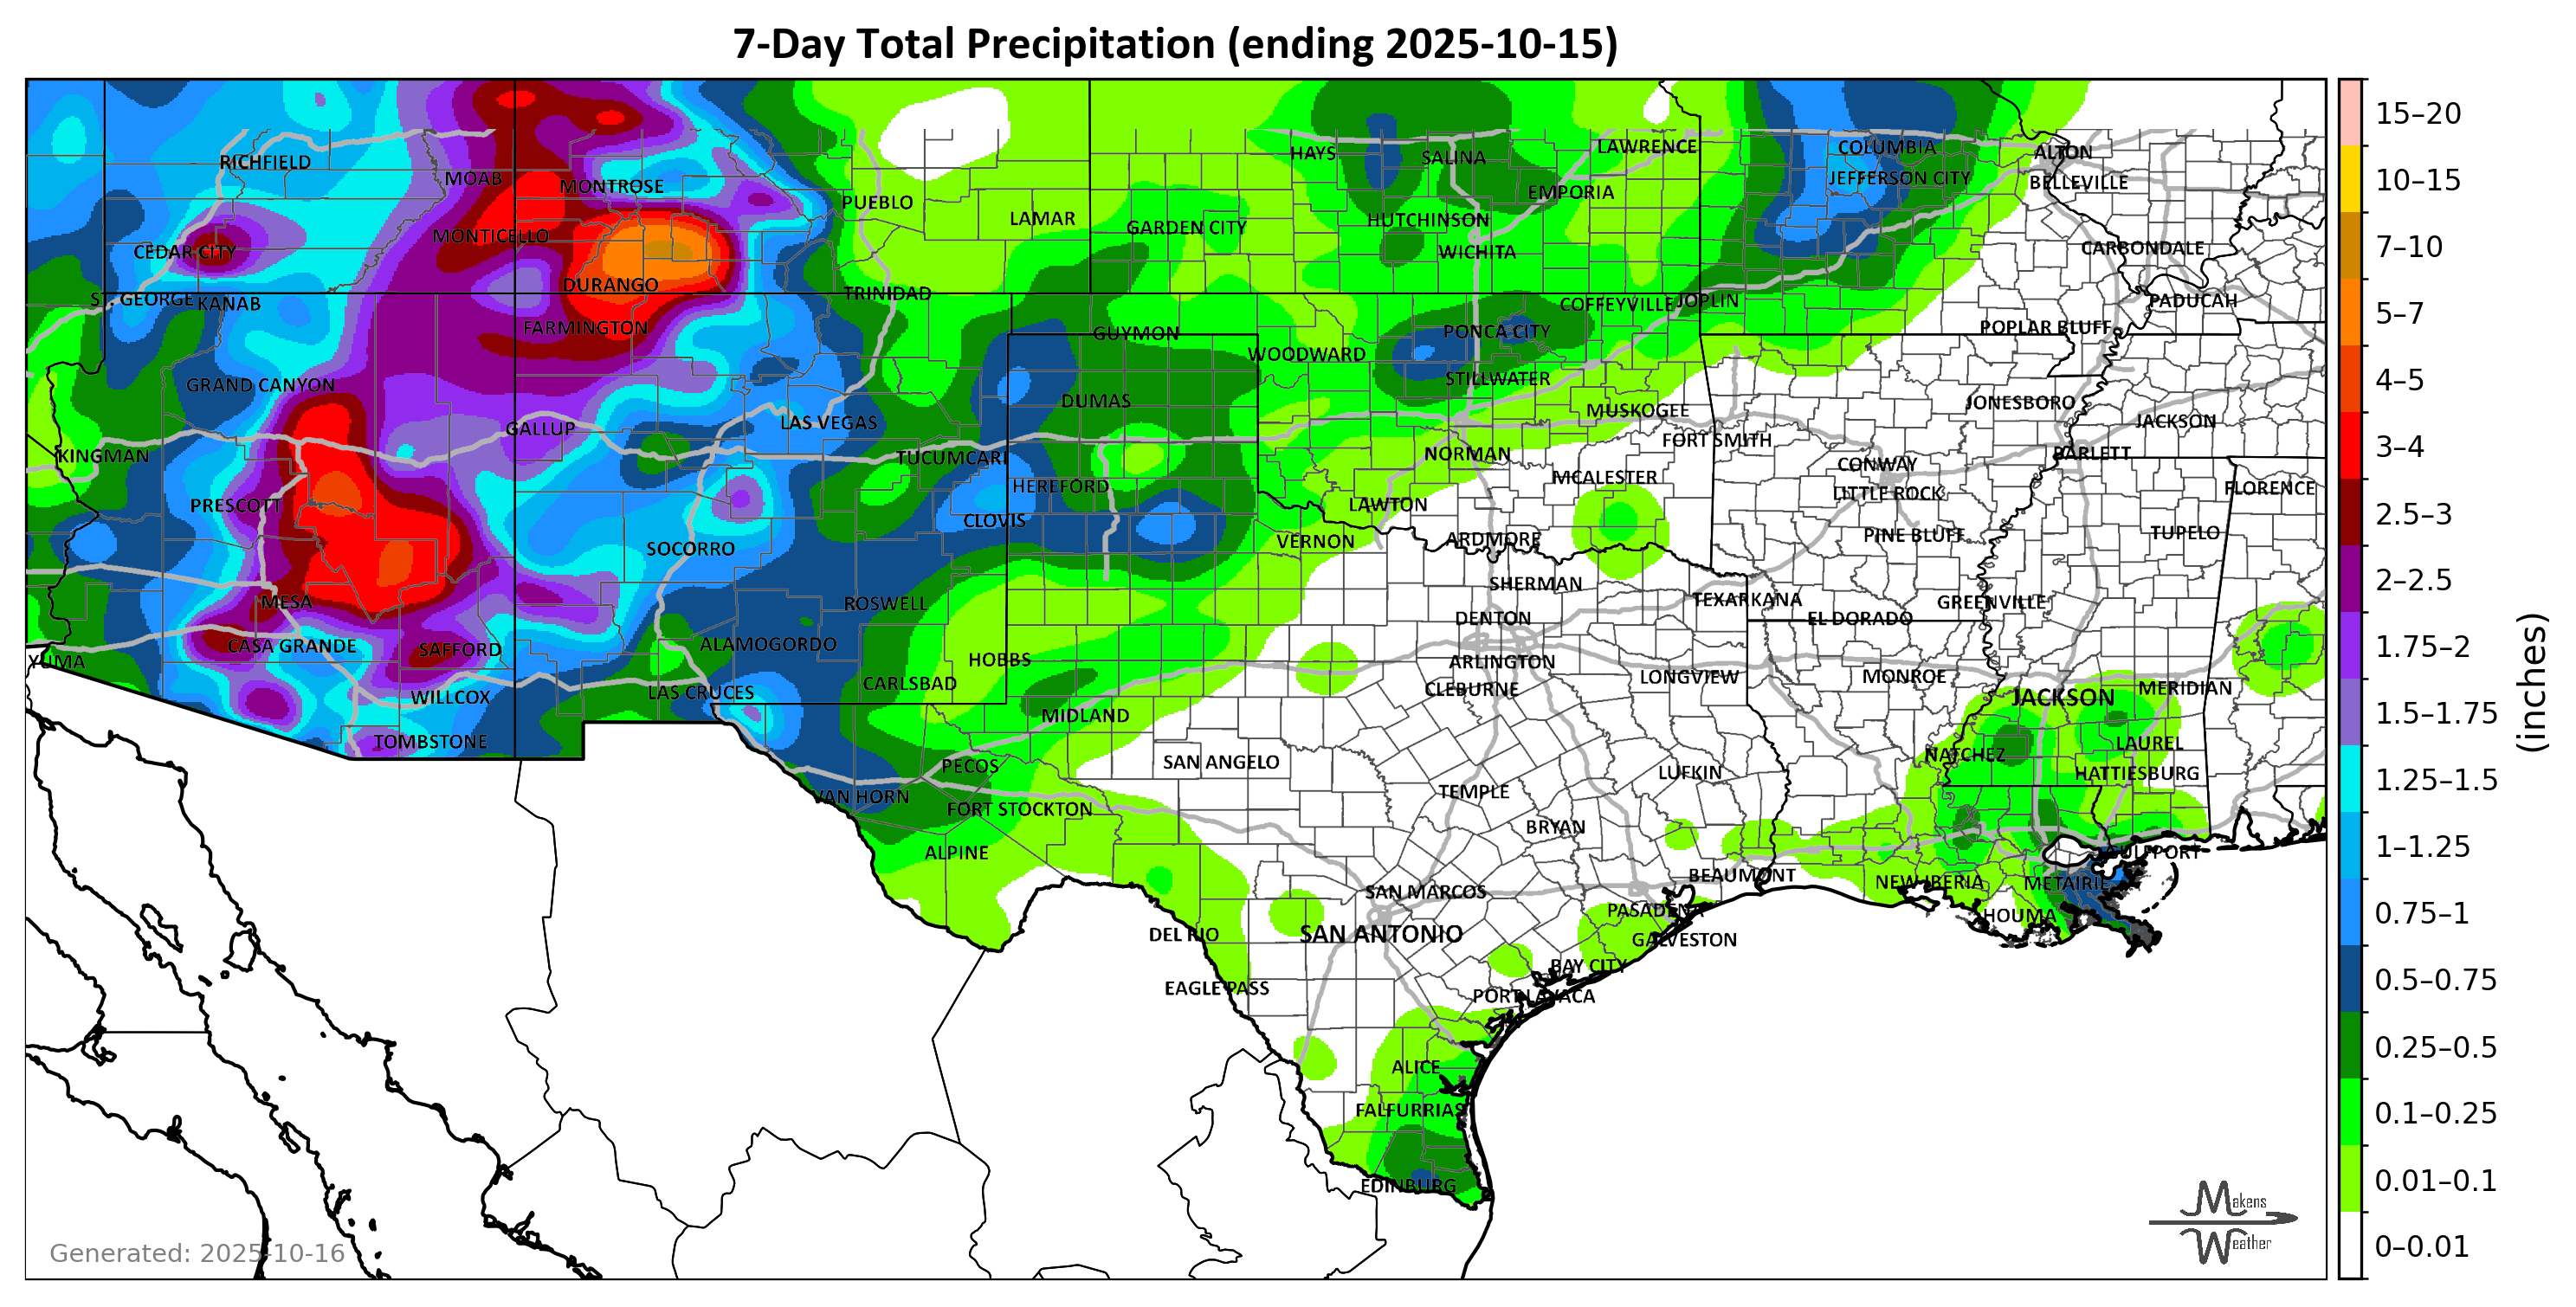 7-Day Total Precipitation (ending 2025-10-15)
RICHFIELD
MOAB
MONTROSE
PUEBLO
LAMAR
HAYS
SALINA
LAWRENCE
EMPORIA
COLUMBIA
JEFFERSON CITY
ALTON
BELLEVILLE
CEDAR CITY
MONTICELLO
GARDEN CITY
HUTCHINSON
WICHITA
CARBONDALE
ST. GEORGE
KANAB
DURANGO
TRINIDAD
COFFEYVILLE
JOPLIN
PADUCAH
FARMINGTON
GUYMON
WOODWARD
PONCA CITY
POPLAR BLUFF
GRAND CANYON
STILLWATER
DUMAS
MUSKOGEE
JONESBORO
JACKSON
KINGMAN
GALLUP
LAS VEGAS
TUCUMCARI
NORMAN
FORT SMITH
CONWAY
BARLETT
PRESCOTT
HEREFORD
LAWTON
MCALESTER
LITTLE ROCK
FLORENCE
SOCORRO
CLOVIS
VERNON
ARDMORE
PINE BLUFF
TUPELO
MESA
ROSWELL
SHERMAN
TEXARKANA
GREENVILLE
DENTON
EL DORADO
YUMA
CASA GRANDE
SAFFORD
ALAMOGORDO
HOBBS
ARLINGTON
WILLCOX
LAS CRUCES
CARLSBAD
CLEBURNE
LONGVIEW
MONROE
JACKSON
MERIDIAN
MIDLAND
TOMBSTONE
PECOS
SAN ANGELO
LUFKIN
NATCHEZ
LAUREL
HATTIESBURG
VAN HORN
FORT STOCKTON
TEMPLE
BRYAN
ALPINE
GULFPORT
SAN MARCOS
BEAUMONT
NEW IBERIA
METAIRIE
DEL RIO
SAN ANTONIO
PASADENA
GALVESTON
HOUMA
EAGLE PASS
BAY CITY
PORT LAVACA
ALICE
FALFURRIAS
EDINBURG
15–20
10–15
7–10
5–7
4–5
3–4
2.5–3
2–2.5
1.75–2
1.5–1.75
1.25–1.5
1–1.25
0.75–1
0.5–0.75
0.25–0.5
0.1–0.25
0.01–0.1
0–0.01
(inches)
Generated: 2025-10-16
Makens
Weather